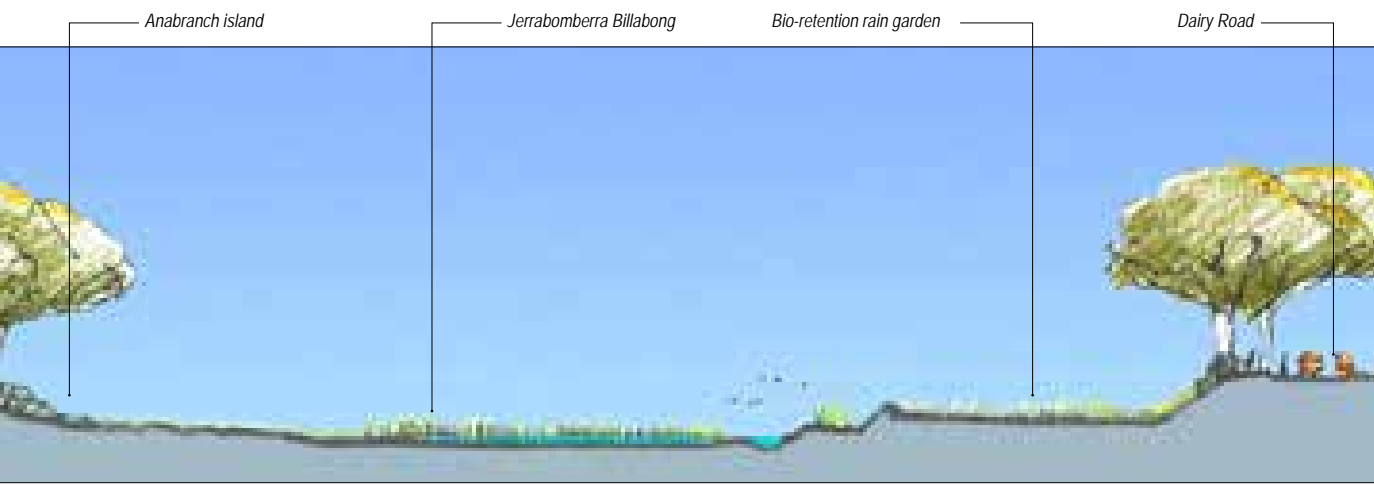 Anabranch island
Jerrabomberra Billabong
Bio-retention rain garden
Dairy Road